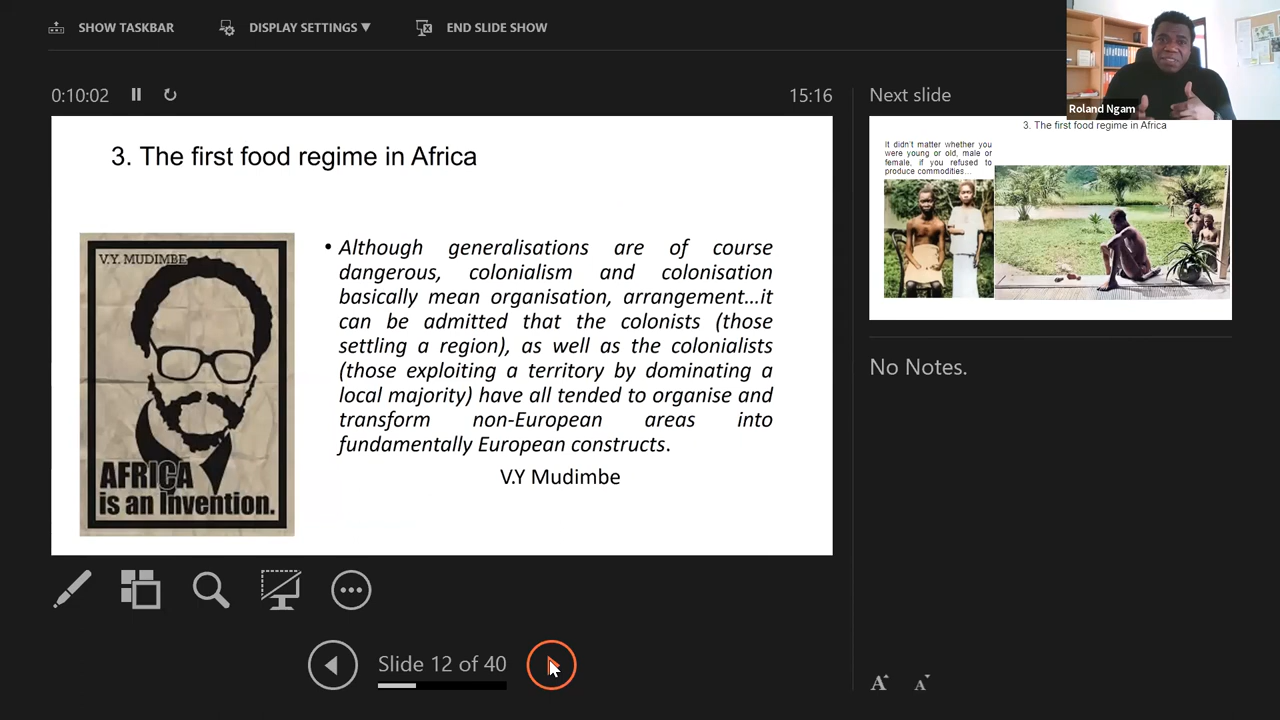 SHOW TASKBAR
DISPLAY SETTINGS ▼
END SLIDE SHOW
Roland Ngam
0:10:02
15:16
Next slide
3. The first food regime in Africa
V.Y. MUDIMBE
AFRICA
is an Invention.
• Although generalisations are of course
dangerous, colonialism and colonisation
basically mean organisation, arrangement...it
can be admitted that the colonists (those
settling a region), as well as the colonialists
(those exploiting a territory by dominating a
local majority) have all tended to organise and
transform non-European areas into
fundamentally European constructs.
V.Y Mudimbe
3. The first food regime in Africa
It didn't matter whether you
were young or old, male or
female, if you refused to
produce commodities...
No Notes.
Slide 12 of 40
A A